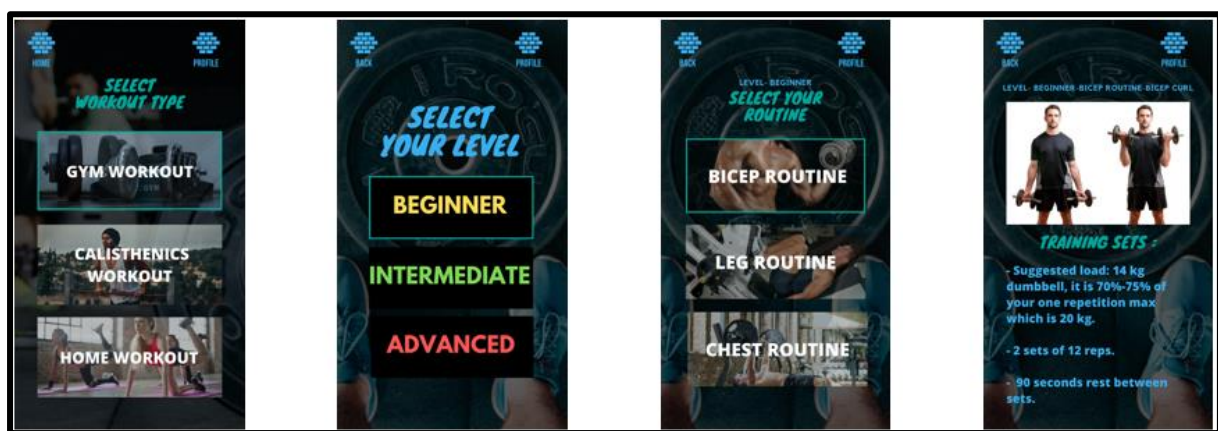 HOME
PROFILE
SELECT
WORKOUT TYPE
GYM WORKOUT
CALISTHENICS
WORKOUT
HOME WORKOUT
BACK
PROFILE
SELECT
YOUR LEVEL
BEGINNER
INTERMEDIATE
ADVANCED
BACK
PROFILE
LEVEL- BEGINNER
SELECT YOUR
ROUTINE
BICEP ROUTINE
LEG ROUTINE
CHEST ROUTINE
BACK
PROFILE
LEVEL- BEGINNER-BICEP ROUTINE-BICEP CURL
TRAINING SETS :
- Suggested load: 14 kg
dumbbell, it is 70%-75% of
your one repetition max
which is 20 kg.
- 2 sets of 12 reps.
- 90 seconds rest between
sets.